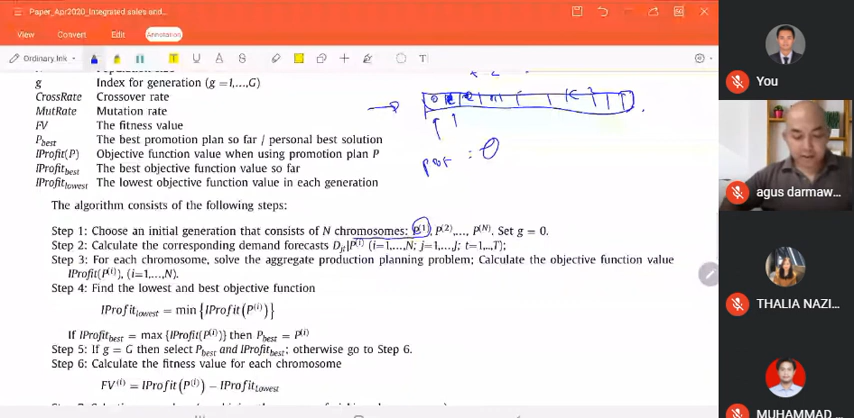 Paper_Apr2020_Integrated sales and...
View Convert Edit Annotation
Ordinary Ink
T U A S T
g Index for generation (g =1,...,G)
CrossRate Crossover rate
MutRate Mutation rate
FV The fitness value
P_best The best promotion plan so far / personal best solution
IProfit(P) Objective function value when using promotion plan P
IProfit_best The best objective function value so far
IProfit_lowest The lowest objective function value in each generation
The algorithm consists of the following steps:
Step 1: Choose an initial generation that consists of N chromosomes: P^(1), P^(2),..., P^(N). Set g = 0.
Step 2: Calculate the corresponding demand forecasts D_jt|P^(i) (i=1,...,N; j=1,...,J; t=1,...,T);
Step 3: For each chromosome, solve the aggregate production planning problem; Calculate the objective function value
IProfit(P^(i)), (i=1,...,N).
Step 4: Find the lowest and best objective function
IProfit_lowest = min {IProfit(P^(i))}
If IProfit_best = max {IProfit(P^(i))} then P_best = P^(i)
Step 5: If g = G then select P_best and IProfit_best; otherwise go to Step 6.
Step 6: Calculate the fitness value for each chromosome
FV^(i) = IProfit(P^(i)) − IProfit_Lowest
You
agus darmaw...
THALIA NAZI...
MUHAMMAD